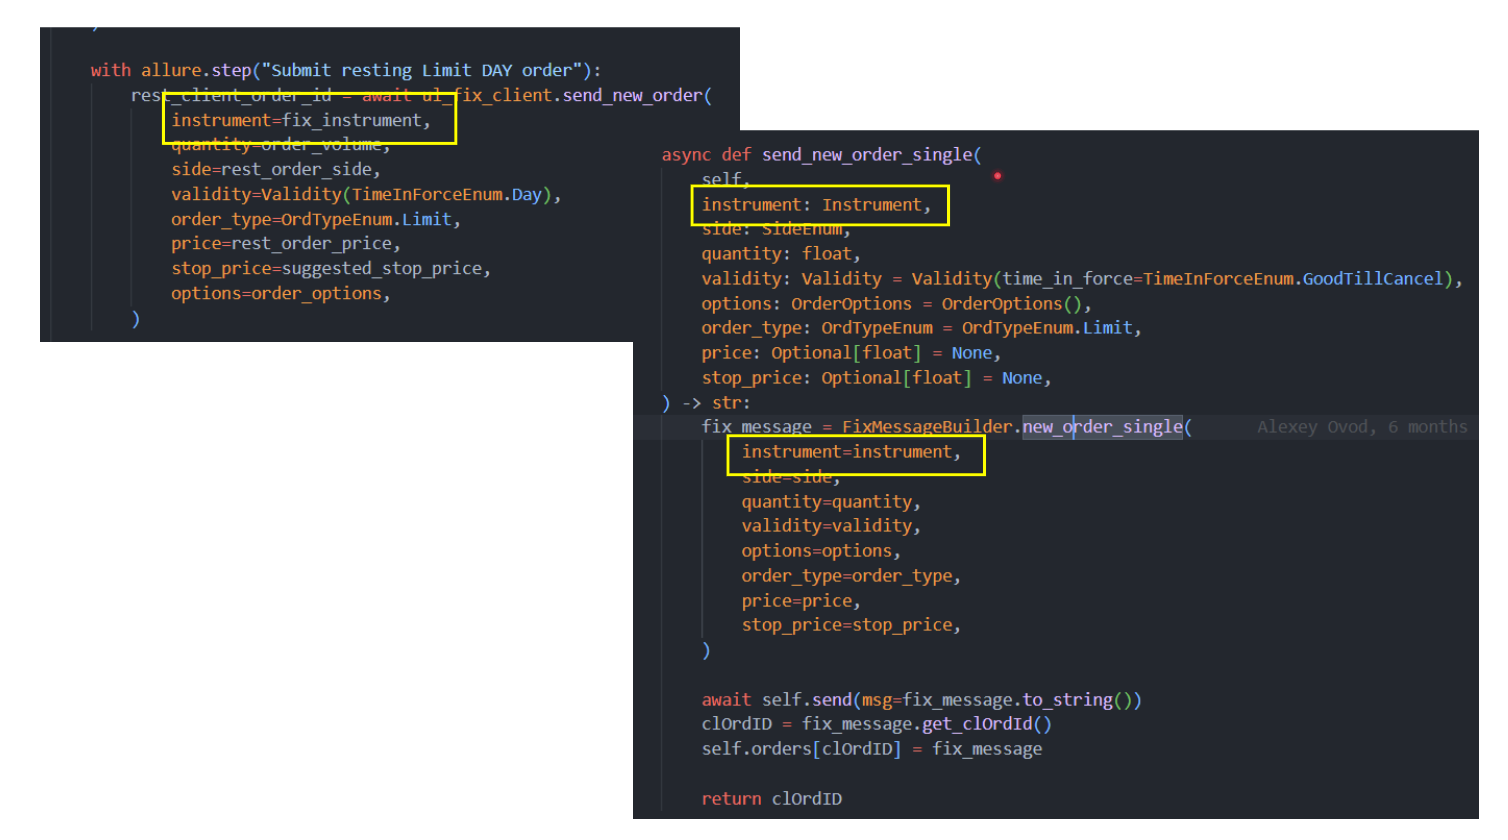 with allure.step("Submit resting Limit DAY order"):
rest_client_order_id = await ul_fix_client.send_new_order(
instrument=fix_instrument,
quantity=order_volume,
side=rest_order_side,
validity=Validity(TimeInForceEnum.Day),
order_type=OrdTypeEnum.Limit,
price=rest_order_price,
stop_price=suggested_stop_price,
options=order_options,
)
async def send_new_order_single(
self,
instrument: Instrument,
side: SideEnum,
quantity: float,
validity: Validity = Validity(time_in_force=TimeInForceEnum.GoodTillCancel),
options: OrderOptions = OrderOptions(),
order_type: OrdTypeEnum = OrdTypeEnum.Limit,
price: Optional[float] = None,
stop_price: Optional[float] = None,
) -> str:
fix_message = FixMessageBuilder.new_order_single( Alexey Ovod, 6 months
instrument=instrument,
side=side,
quantity=quantity,
validity=validity,
options=options,
order_type=order_type,
price=price,
stop_price=stop_price,
)
await self.send(msg=fix_message.to_string())
clOrdID = fix_message.get_clOrdId()
self.orders[clOrdID] = fix_message
return clOrdID